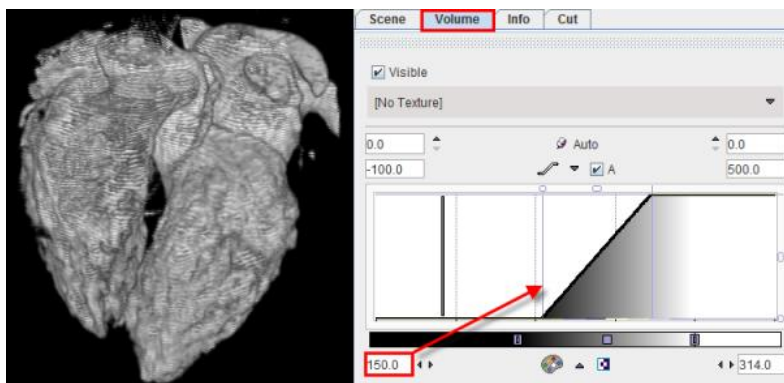 Scene Volume Info Cut
Visible
[No Texture]
0.0 Auto 0.0
-100.0 A 500.0
150.0 314.0